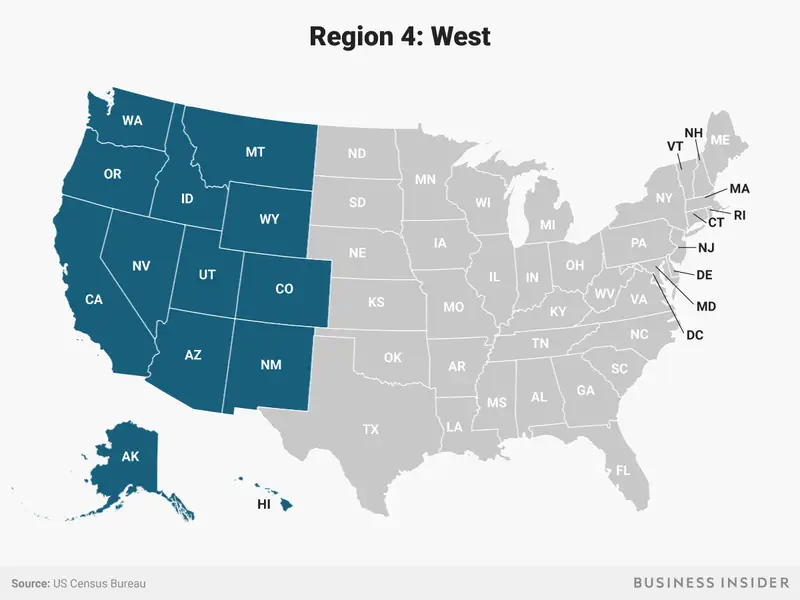 Region 4: West
WA
MT
ND
MN
OR
ID
WY
SD
WI
MI
NY
VT
NH
ME
MA
RI
CT
NV
UT
CO
NE
IA
IL
IN
OH
PA
NJ
DE
MD
DC
CA
AZ
NM
KS
MO
KY
WV
VA
OK
AR
TN
NC
SC
TX
LA
MS
AL
GA
FL
AK
HI
Source: US Census Bureau
BUSINESS INSIDER